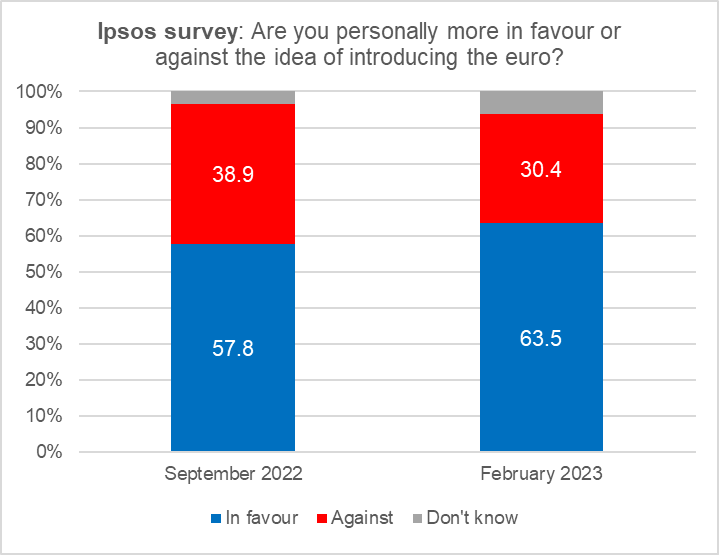 Ipsos survey: Are you personally more in favour or
against the idea of introducing the euro?
100%
90%
80%
70%
60%
50%
40%
30%
20%
10%
0%
38.9
30.4
57.8
63.5
September 2022
February 2023
In favour
Against
Don't know